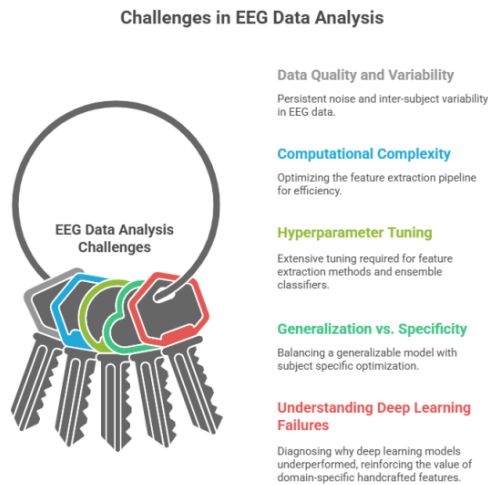 Challenges in EEG Data Analysis
EEG Data Analysis
Challenges
Data Quality and Variability
Persistent noise and inter-subject variability
in EEG data.
Computational Complexity
Optimizing the feature extraction pipeline
for efficiency.
Hyperparameter Tuning
Extensive tuning required for feature
extraction methods and ensemble
classifiers.
Generalization vs. Specificity
Balancing a generalizable model with
subject specific optimization.
Understanding Deep Learning
Failures
Diagnosing why deep learning models
underperformed, reinforcing the value of
domain-specific handcrafted features.